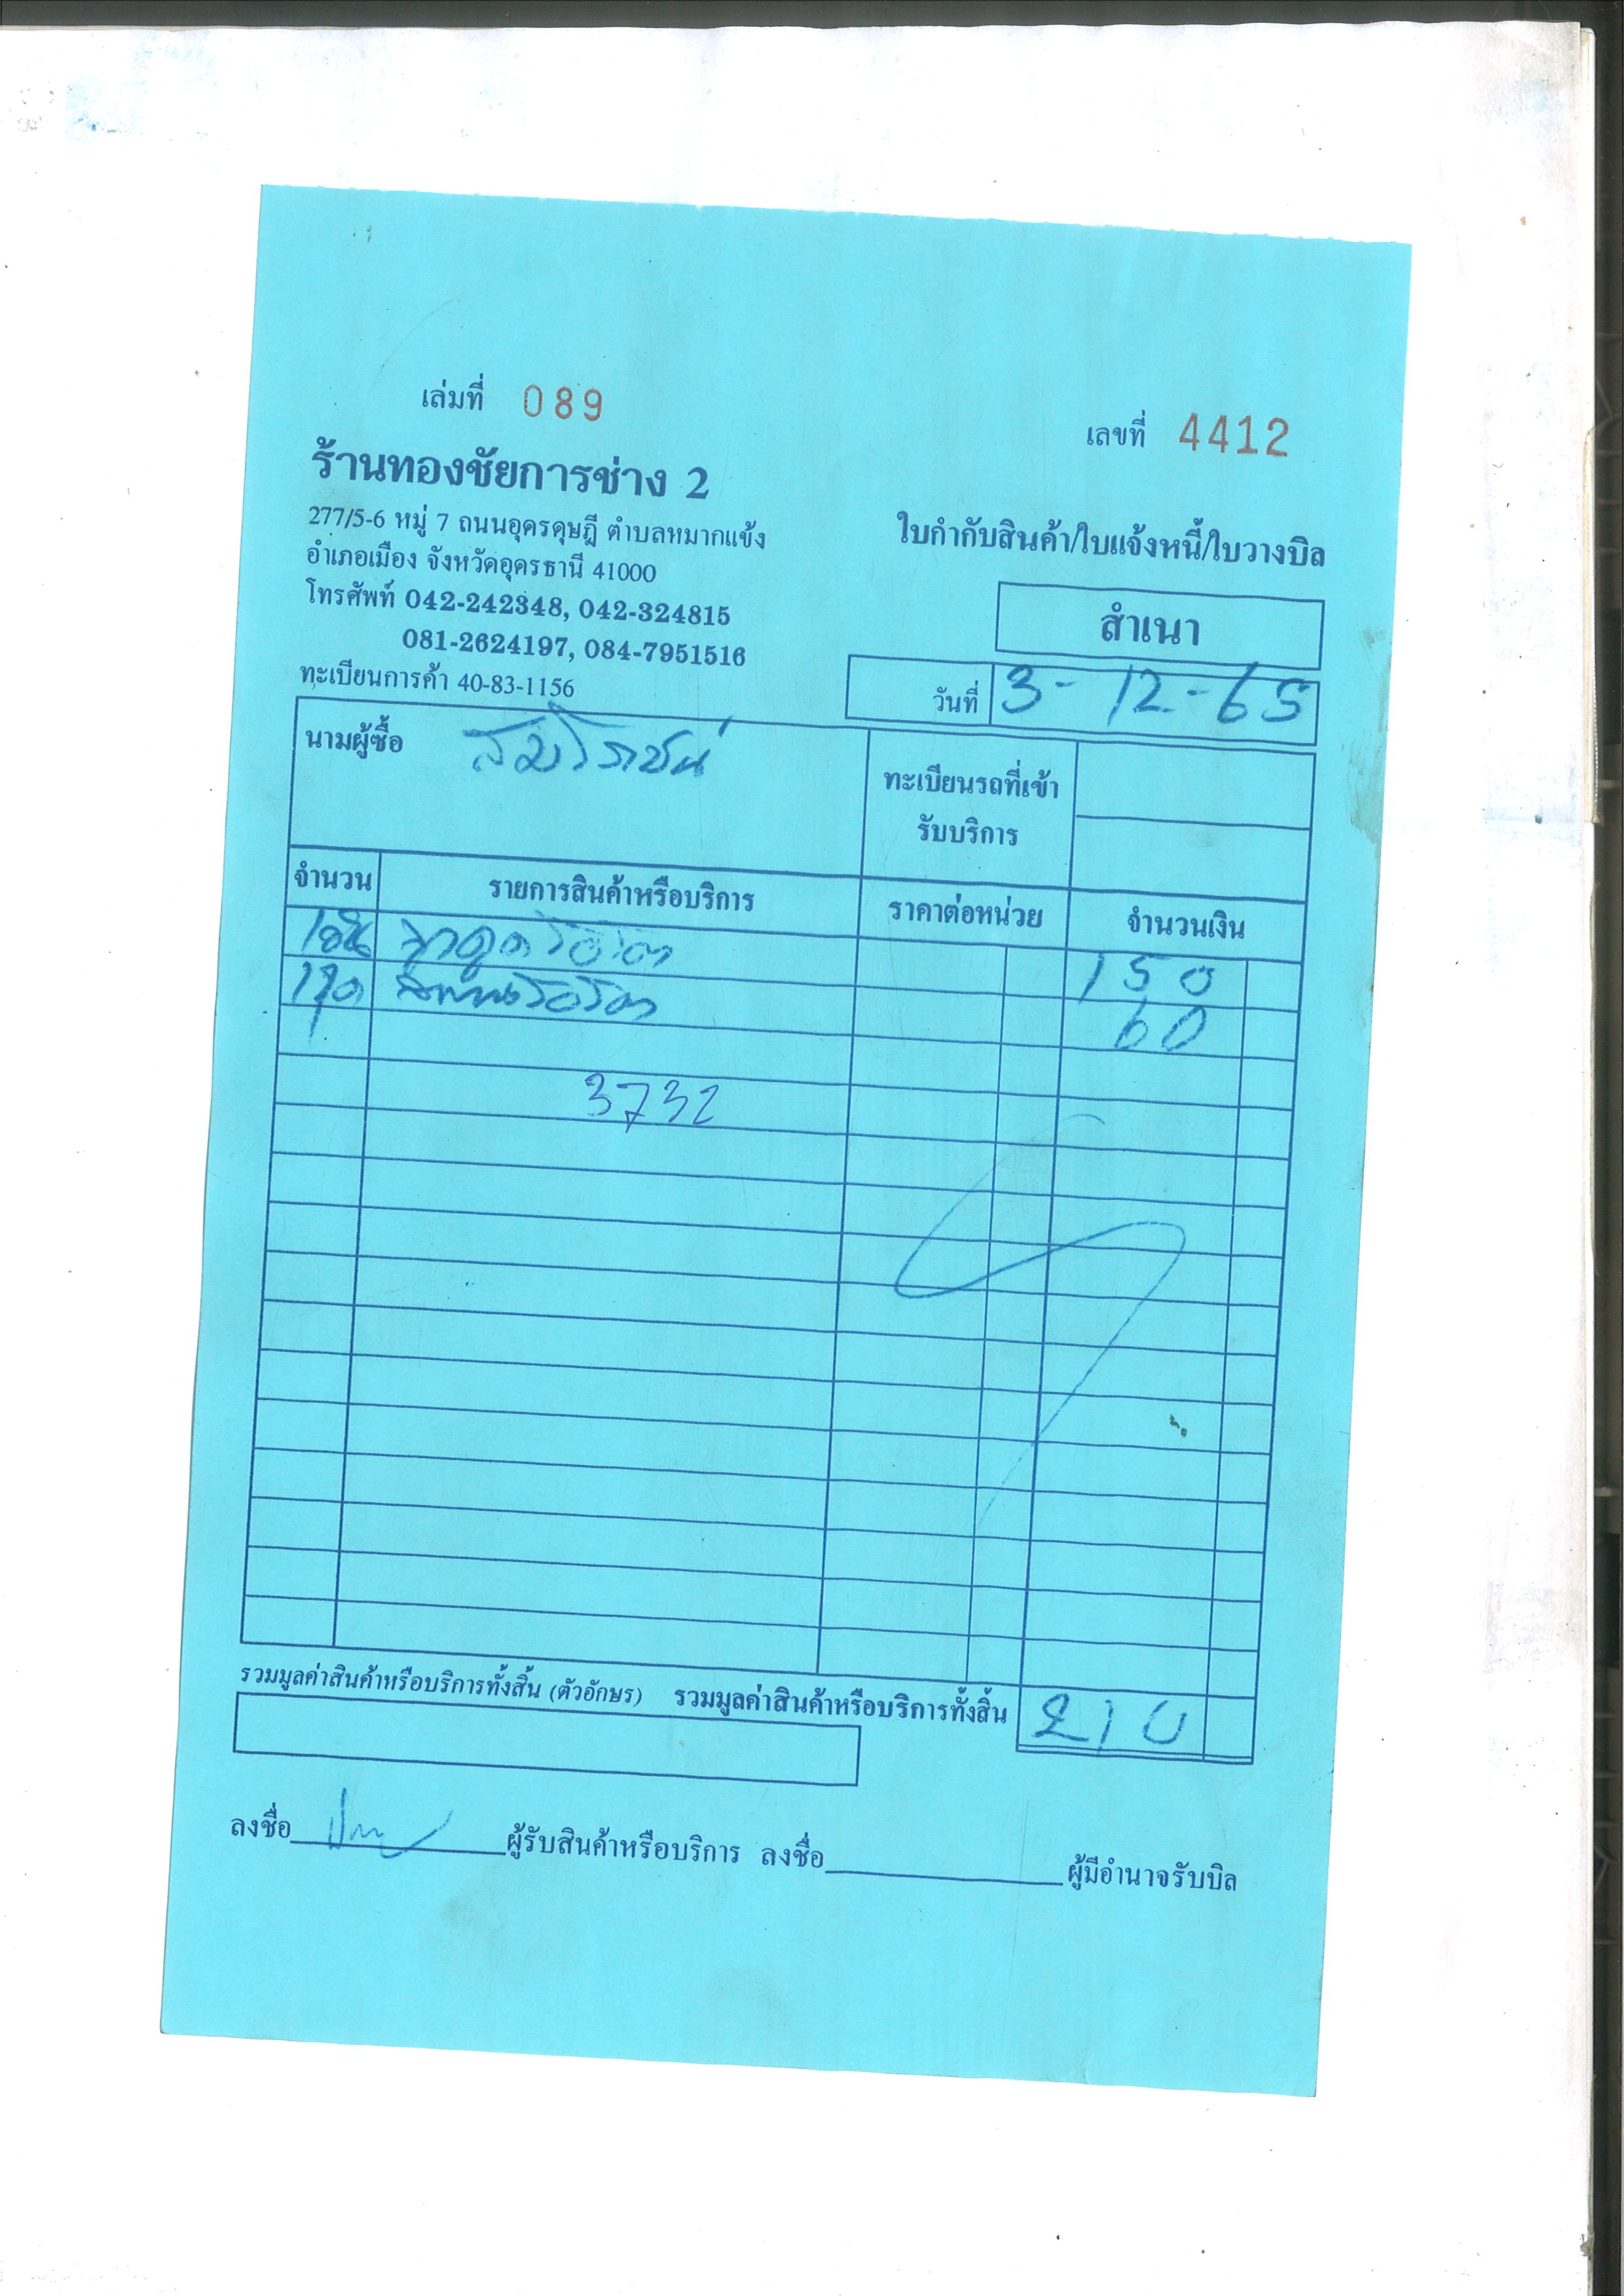 เล่มที่ 089
เลขที่ 4412
ร้านทองชัยการช่าง 2
277/5-6 หมู่ 7 ถนนอุดรดุษฎี ตำบลหมากแข้ง
อำเภอเมือง จังหวัดอุดรธานี 41000
โทรศัพท์ 042-242348, 042-324815
081-2624197, 084-7951516
ทะเบียนการค้า 40-83-1156
ใบกำกับสินค้า/ใบแจ้งหนี้/ใบวางบิล
สำเนา
วันที่ 3-12-65
นามผู้ซื้อ
ทะเบียนรถที่เข้า
รับบริการ
จำนวน รายการสินค้าหรือบริการ ราคาต่อหน่วย จำนวนเงิน
150
60
3732
รวมมูลค่าสินค้าหรือบริการทั้งสิ้น (ตัวอักษร) รวมมูลค่าสินค้าหรือบริการทั้งสิ้น 210
ลงชื่อ ผู้รับสินค้าหรือบริการ ลงชื่อ ผู้มีอำนาจรับบิล